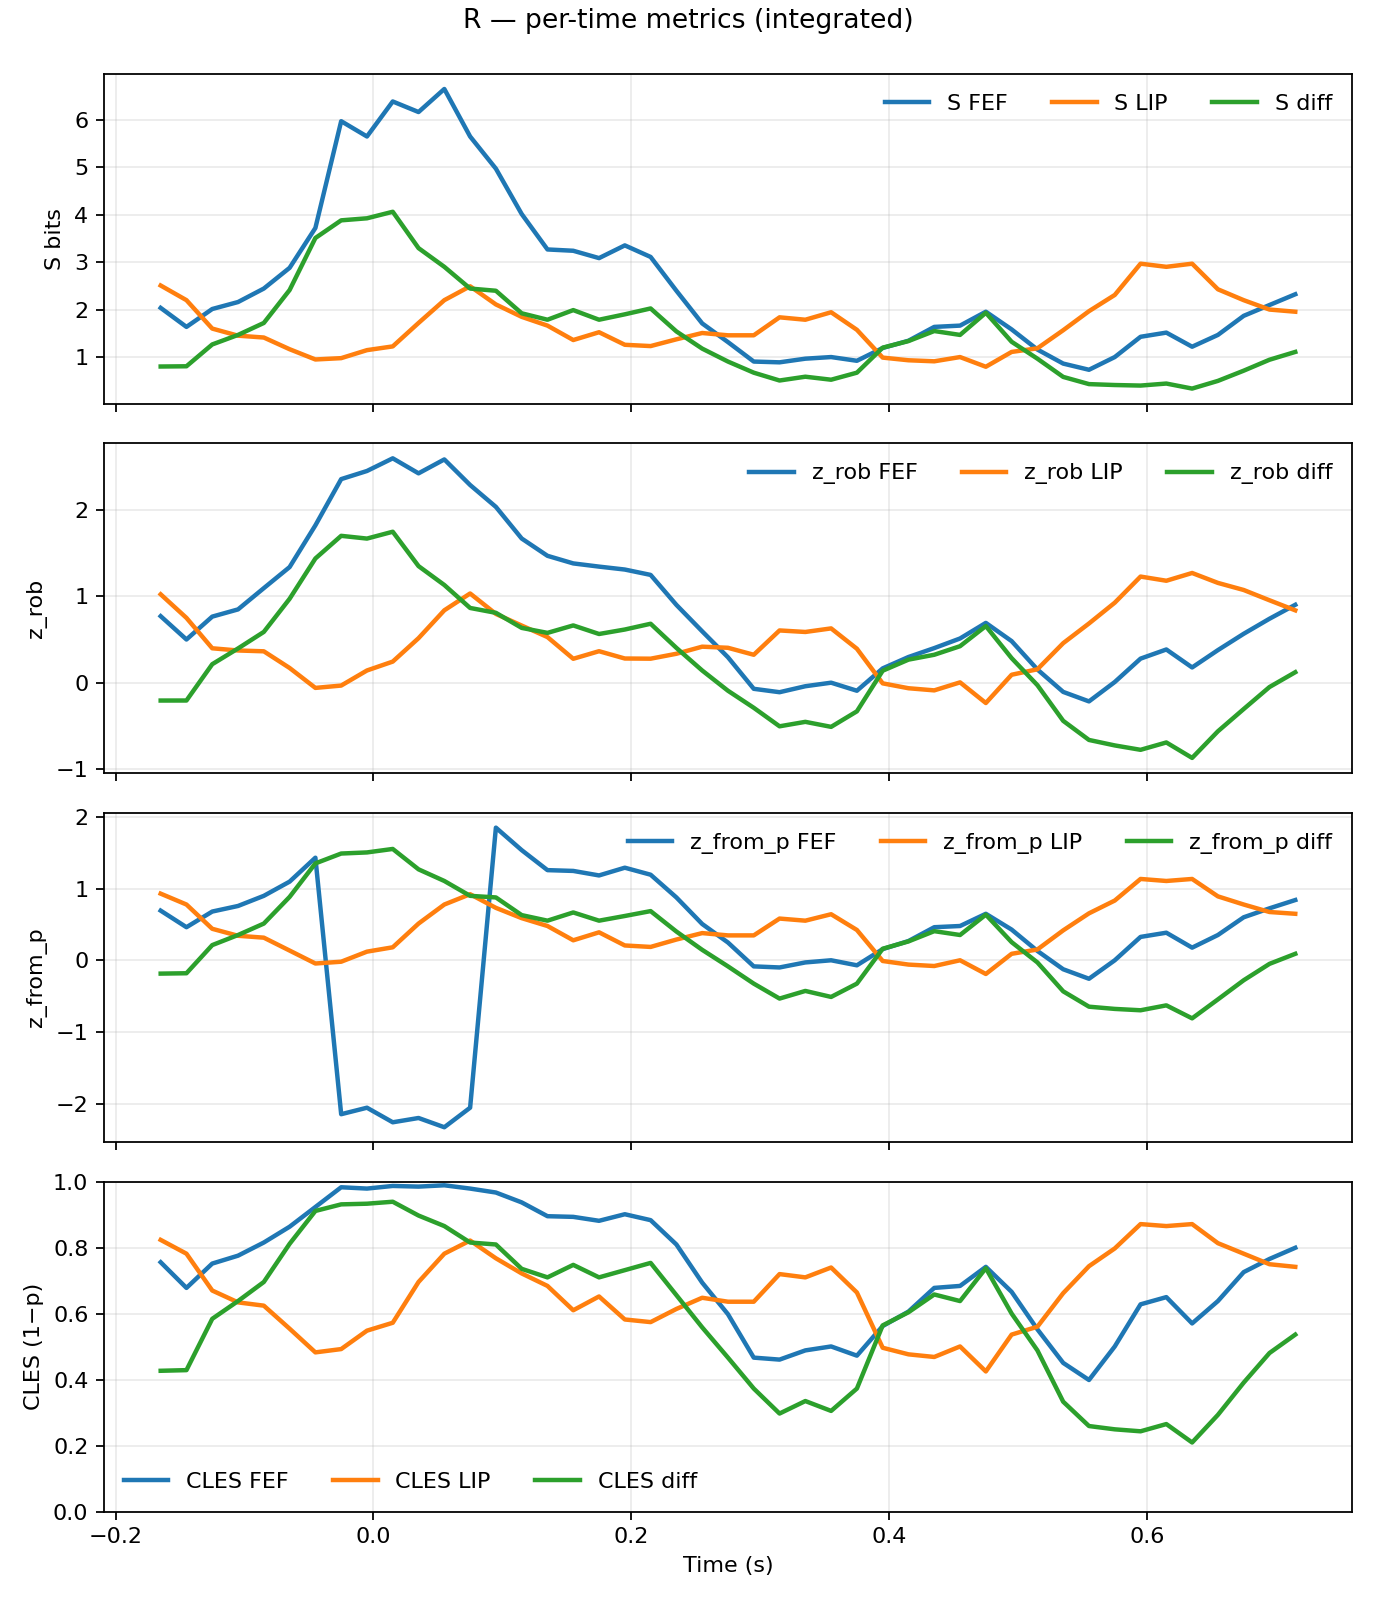 R — per-time metrics (integrated)
S FEF S LIP S diff
6
5
4
3
2
1
S bits
z_rob FEF z_rob LIP z_rob diff
2
1
0
−1
z_rob
z_from_p FEF z_from_p LIP z_from_p diff
2
1
0
−1
−2
z_from_p
1.0
0.8
0.6
0.4
0.2
0.0
CLES (1−p)
CLES FEF CLES LIP CLES diff
−0.2 0.0 0.2 0.4 0.6
Time (s)